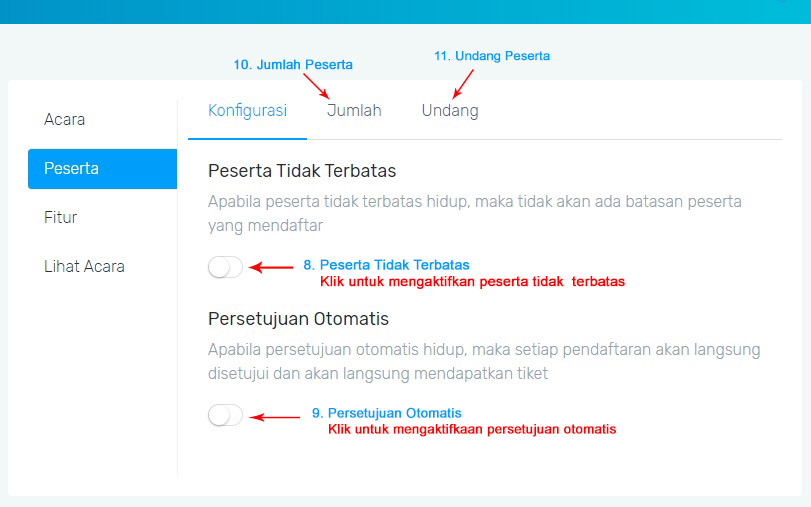 10. Jumlah Peserta
11. Undang Peserta
Acara
Peserta
Fitur
Lihat Acara
Konfigurasi
Jumlah
Undang
Peserta Tidak Terbatas
Apabila peserta tidak terbatas hidup, maka tidak akan ada batasan peserta
yang mendaftar
8. Peserta Tidak Terbatas
Klik untuk mengaktifkan peserta tidak terbatas
Persetujuan Otomatis
Apabila persetujuan otomatis hidup, maka setiap pendaftaran akan langsung
disetujui dan akan langsung mendapatkan tiket
9. Persetujuan Otomatis
Klik untuk mengaktifkaan persetujuan otomatis